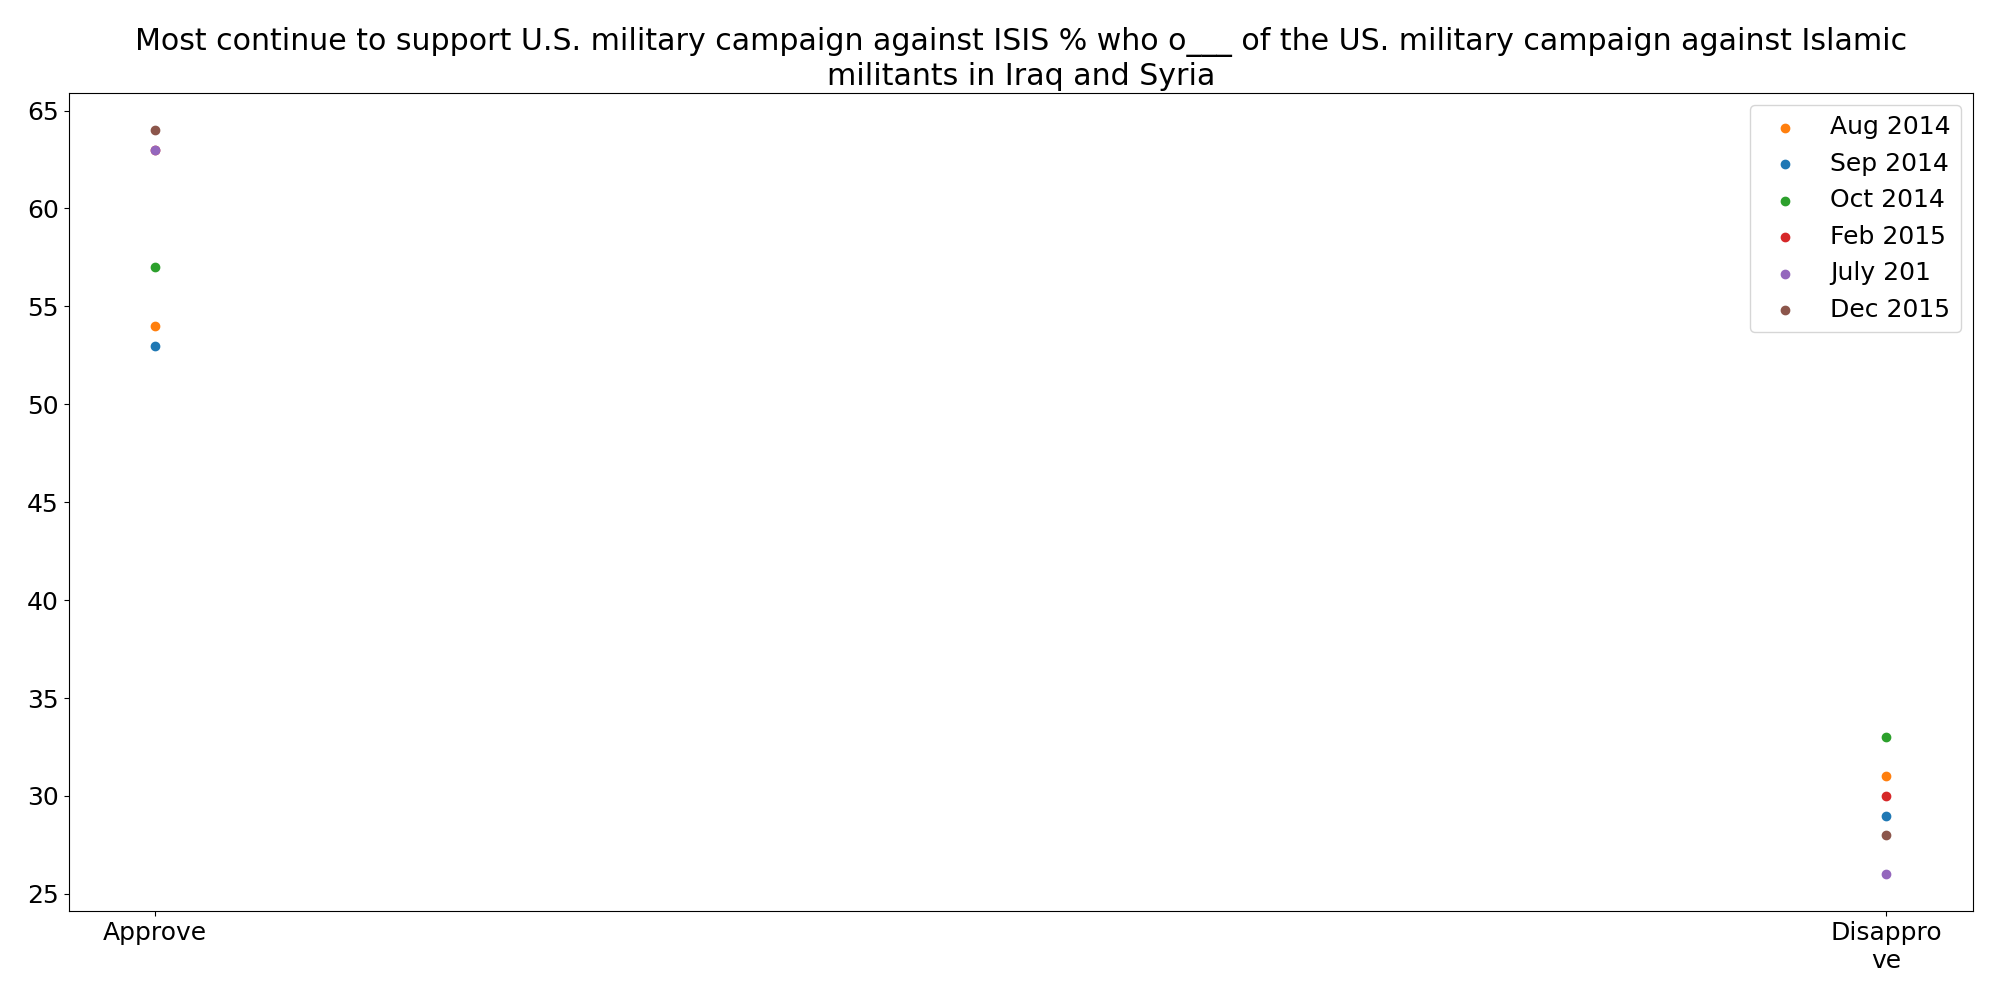 Most continue to support U.S. military campaign against ISIS % who o___ of the US. military campaign against Islamic
militants in Iraq and Syria
65
60
55
50
45
40
35
30
25
Approve
Disappro
ve
Aug 2014
Sep 2014
Oct 2014
Feb 2015
July 201
Dec 2015